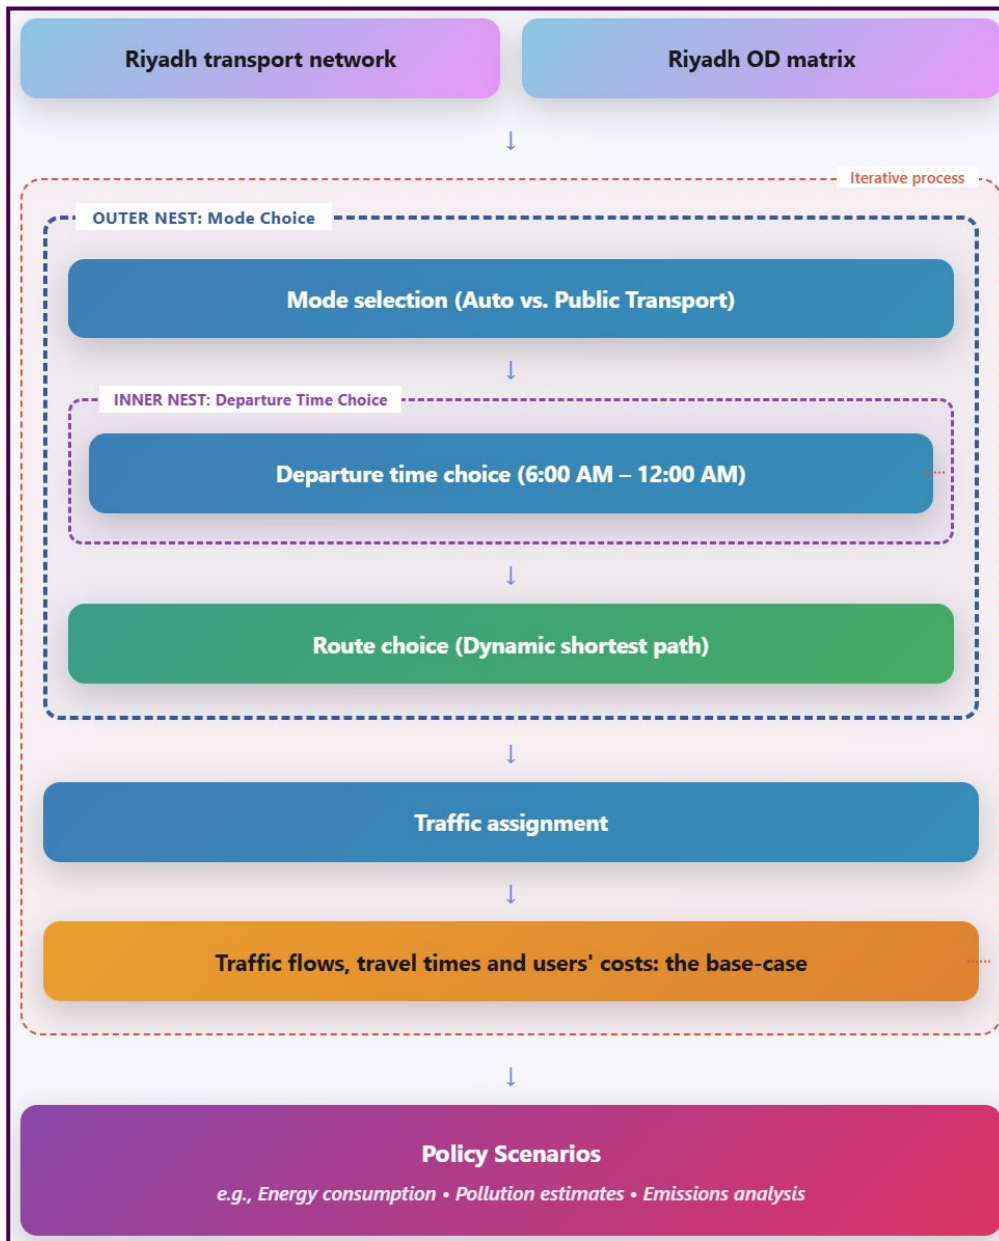 Riyadh transport network
Riyadh OD matrix
↓
Iterative process
OUTER NEST: Mode Choice
Mode selection (Auto vs. Public Transport)
↓
INNER NEST: Departure Time Choice
Departure time choice (6:00 AM – 12:00 AM)
↓
Route choice (Dynamic shortest path)
↓
Traffic assignment
↓
Traffic flows, travel times and users' costs: the base-case
↓
Policy Scenarios
e.g., Energy consumption • Pollution estimates • Emissions analysis